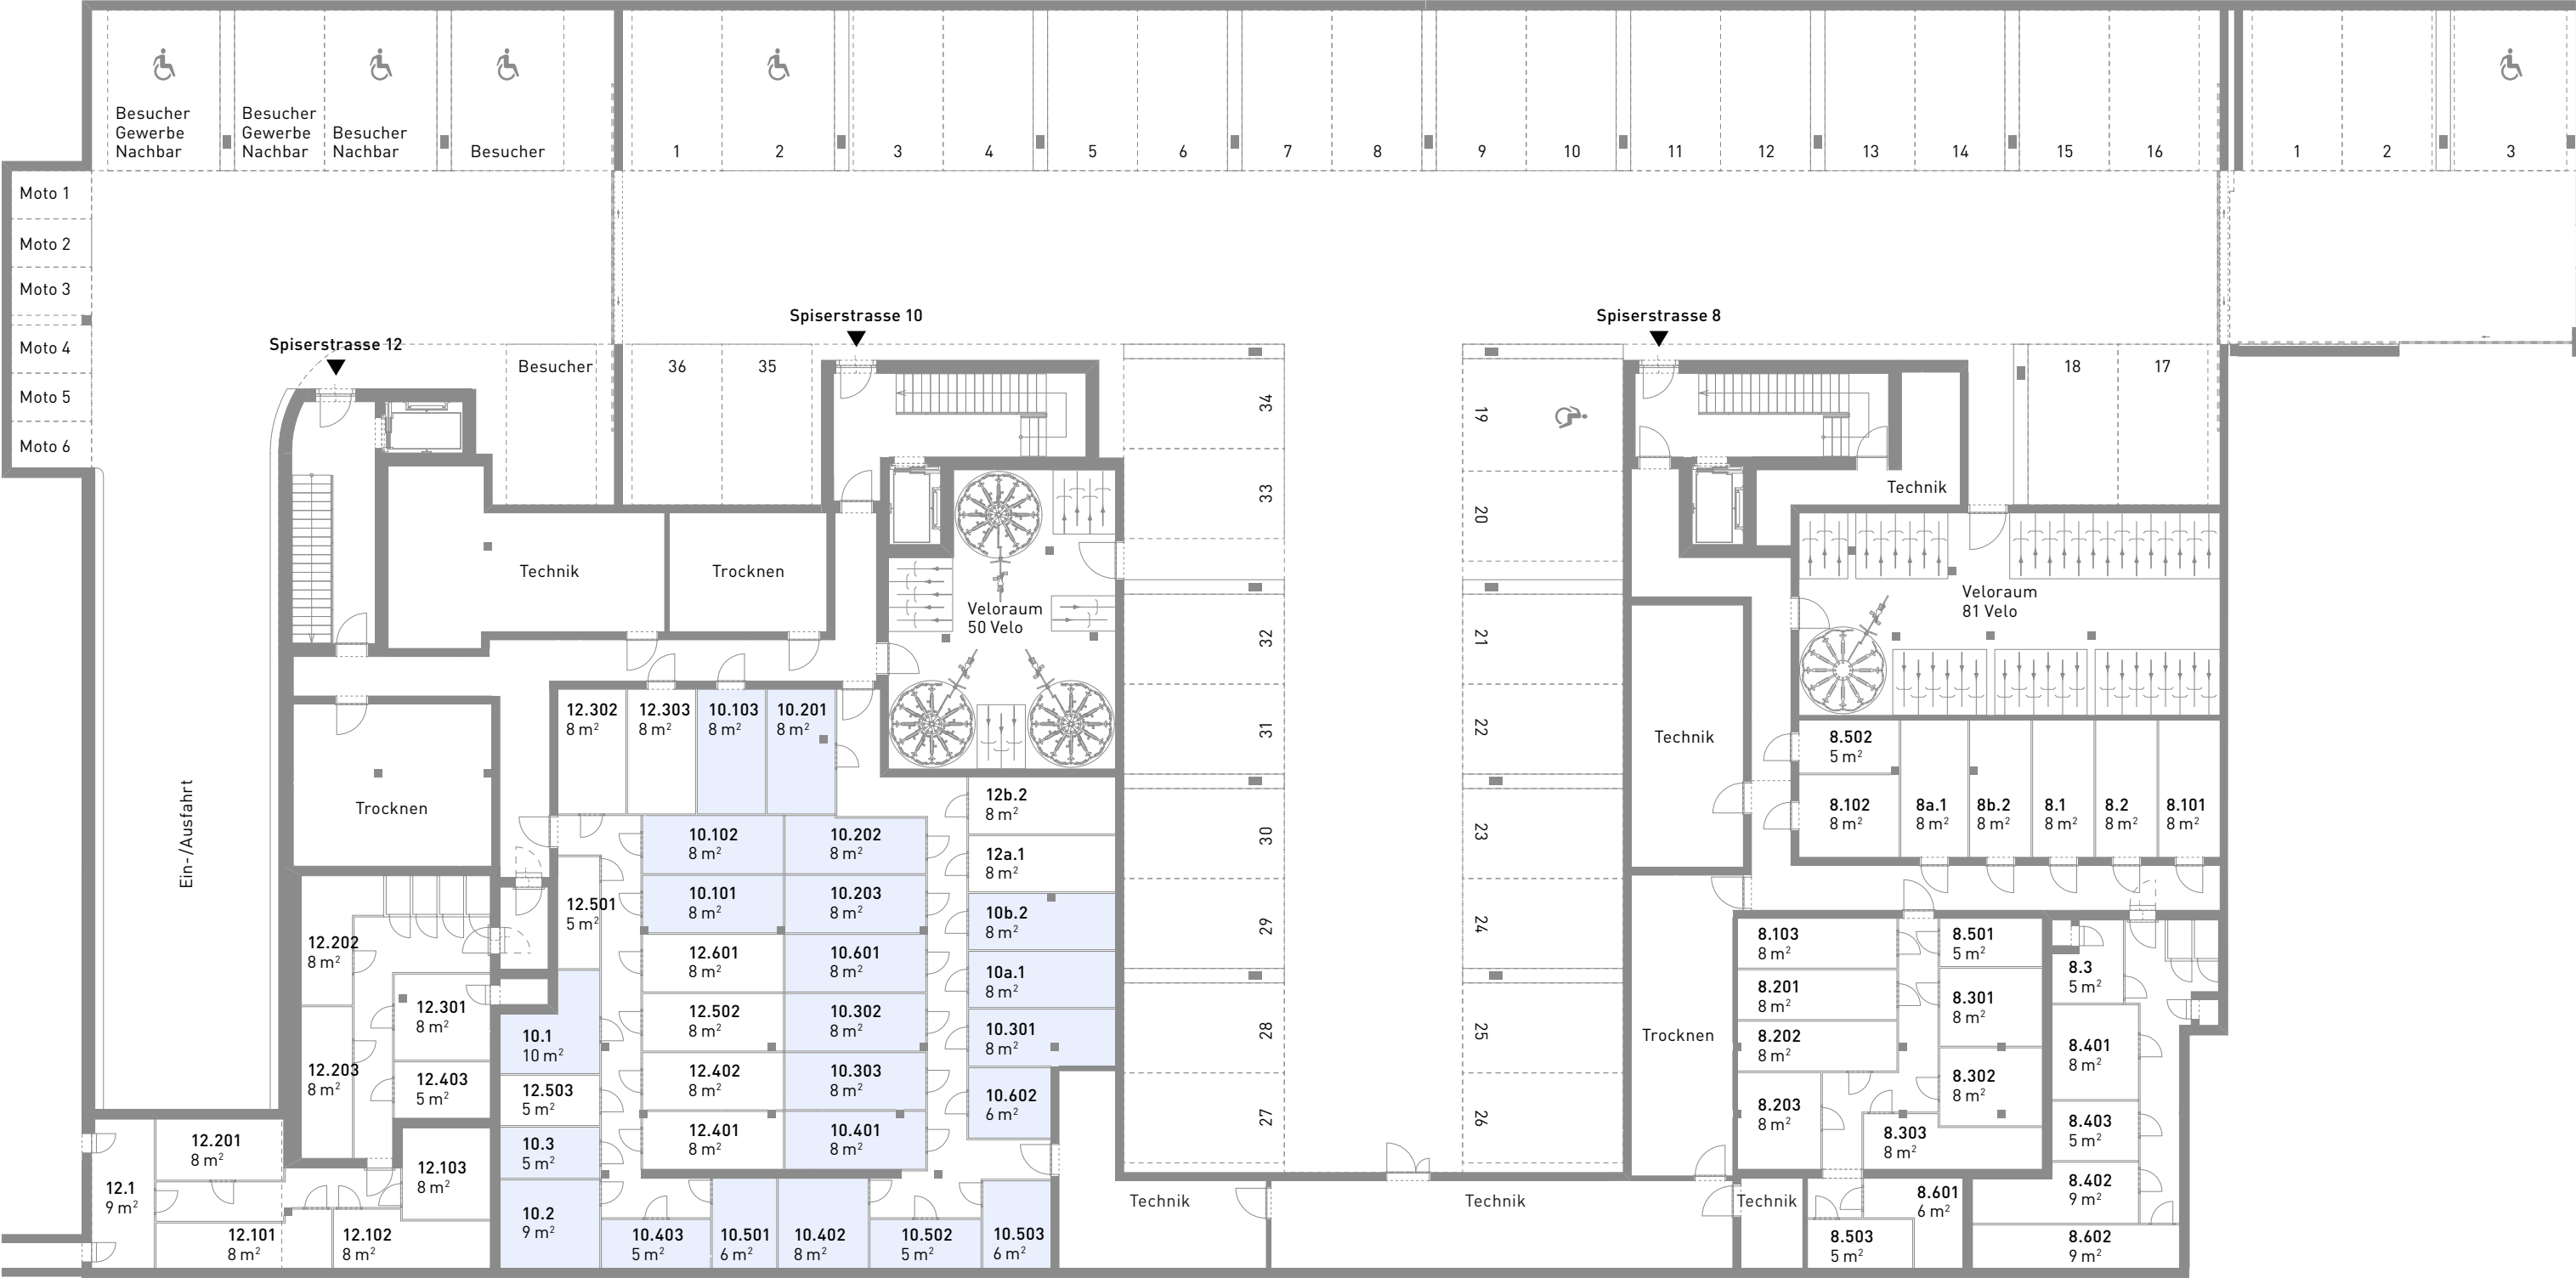 Besucher
Gewerbe
Nachbar
Besucher
Gewerbe
Nachbar
Besucher
Nachbar
Besucher
1
2
3
4
5
6
7
8
9
10
11
12
13
14
15
16
1
2
3
Moto 1
Moto 2
Moto 3
Moto 4
Moto 5
Moto 6
Spiserstrasse 12
Spiserstrasse 10
Spiserstrasse 8
Besucher
36
35
34
33
32
31
30
29
28
27
19
20
21
22
23
24
25
26
18
17
Technik
Trocknen
Veloraum
50 Velo
Technik
Veloraum
81 Velo
Ein-/Ausfahrt
Trocknen
12.302
8 m²
12.303
8 m²
10.103
8 m²
10.201
8 m²
10.102
8 m²
10.202
8 m²
10.101
8 m²
10.203
8 m²
12.601
8 m²
10.601
8 m²
12.502
8 m²
10.302
8 m²
12.402
8 m²
10.303
8 m²
12.401
8 m²
10.401
8 m²
12b.2
8 m²
12a.1
8 m²
10b.2
8 m²
10a.1
8 m²
10.301
8 m²
10.602
6 m²
12.501
5 m²
10.1
10 m²
12.503
5 m²
10.3
5 m²
10.2
9 m²
10.403
5 m²
10.501
6 m²
10.402
8 m²
10.502
5 m²
10.503
6 m²
12.202
8 m²
12.203
8 m²
12.301
8 m²
12.403
5 m²
12.103
8 m²
12.201
8 m²
12.1
9 m²
12.101
8 m²
12.102
8 m²
Technik
Technik
Technik
Trocknen
Technik
8.502
5 m²
8.102
8 m²
8a.1
8 m²
8b.2
8 m²
8.1
8 m²
8.2
8 m²
8.101
8 m²
8.103
8 m²
8.201
8 m²
8.202
8 m²
8.203
8 m²
8.501
5 m²
8.301
8 m²
8.302
8 m²
8.303
8 m²
8.3
5 m²
8.401
8 m²
8.403
5 m²
8.402
9 m²
8.602
9 m²
8.601
6 m²
8.503
5 m²